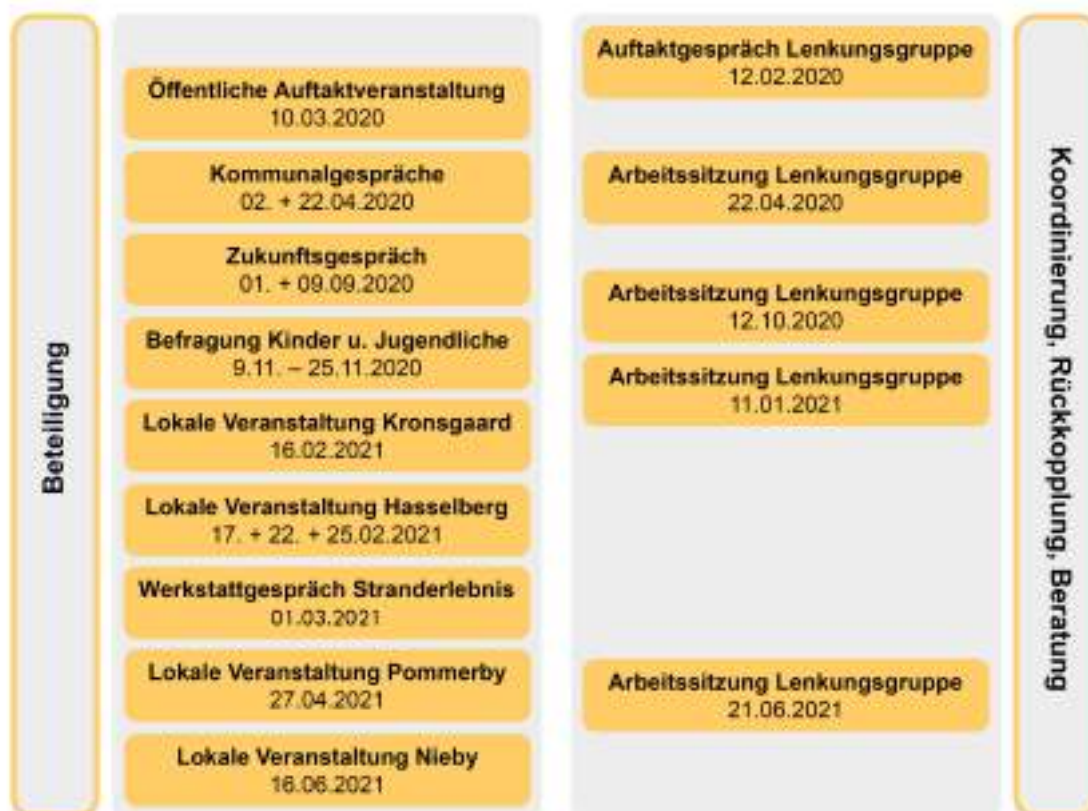 Beteiligung
Öffentliche Auftaktveranstaltung
10.03.2020
Kommunalgespräche
02. + 22.04.2020
Zukunftsgespräch
01. + 09.09.2020
Befragung Kinder u. Jugendliche
9.11. – 25.11.2020
Lokale Veranstaltung Kronsgaard
16.02.2021
Lokale Veranstaltung Hasselberg
17. + 22. + 25.02.2021
Werkstattgespräch Stranderlebnis
01.03.2021
Lokale Veranstaltung Pommerby
27.04.2021
Lokale Veranstaltung Nieby
16.06.2021
Auftaktgespräch Lenkungsgruppe
12.02.2020
Arbeitssitzung Lenkungsgruppe
22.04.2020
Arbeitssitzung Lenkungsgruppe
12.10.2020
Arbeitssitzung Lenkungsgruppe
11.01.2021
Arbeitssitzung Lenkungsgruppe
21.06.2021
Koordinierung, Rückkopplung, Beratung